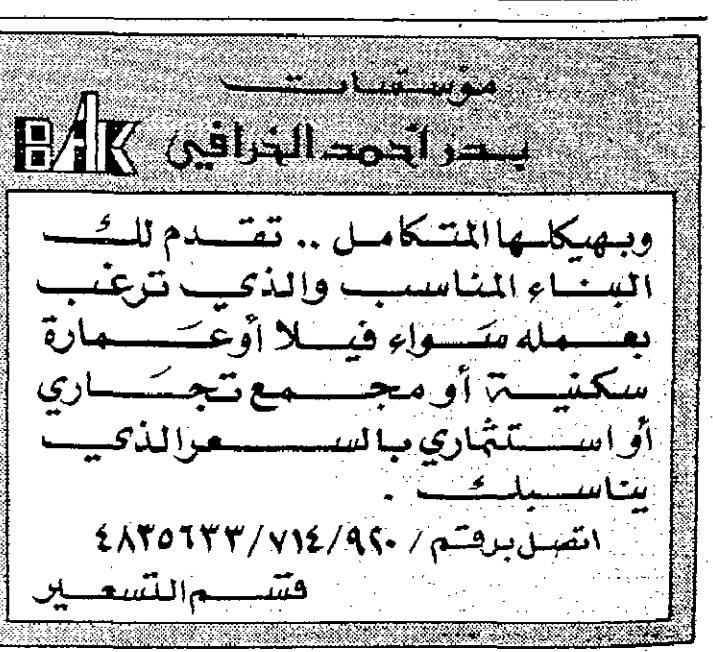 مؤسسات
بدر أحمد الخرافي BAK
وبهيكلها المتكامل .. تقدم لك
البناء المناسب والذي ترغب
بعمله سواء فيلا أو عمارة
سكنية أو مجمع تجاري
أو استثماري بالسعر الذي
يناسبك .
اتصل برقم / ٤٨٣٥٦٣٣/٧١٤/٩٢٠
قسم التسعير